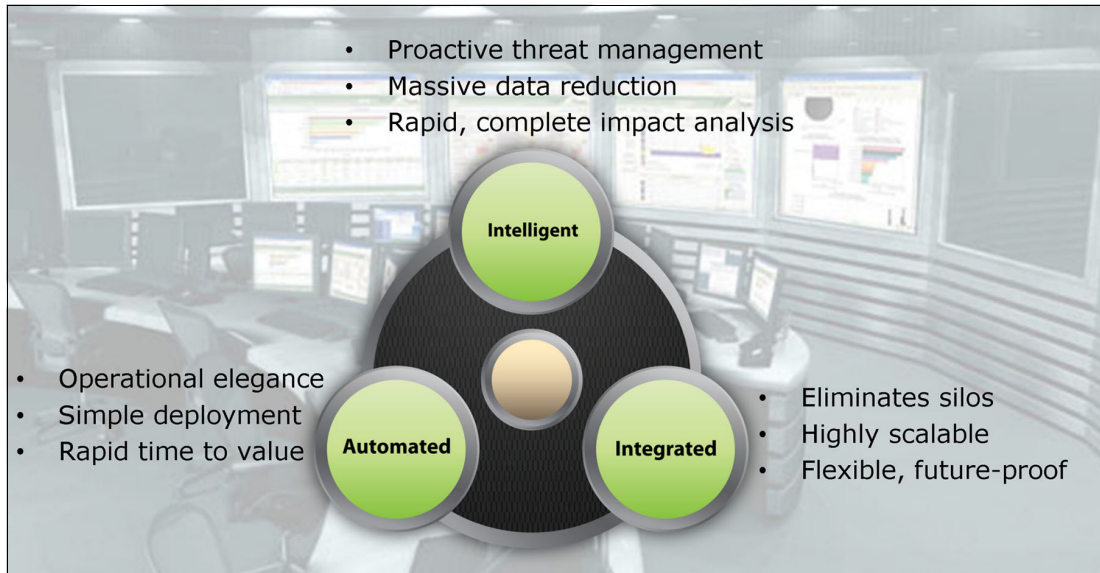 • Proactive threat management
• Massive data reduction
• Rapid, complete impact analysis
Intelligent
• Operational elegance
• Simple deployment
• Rapid time to value
Automated
Integrated
• Eliminates silos
• Highly scalable
• Flexible, future-proof